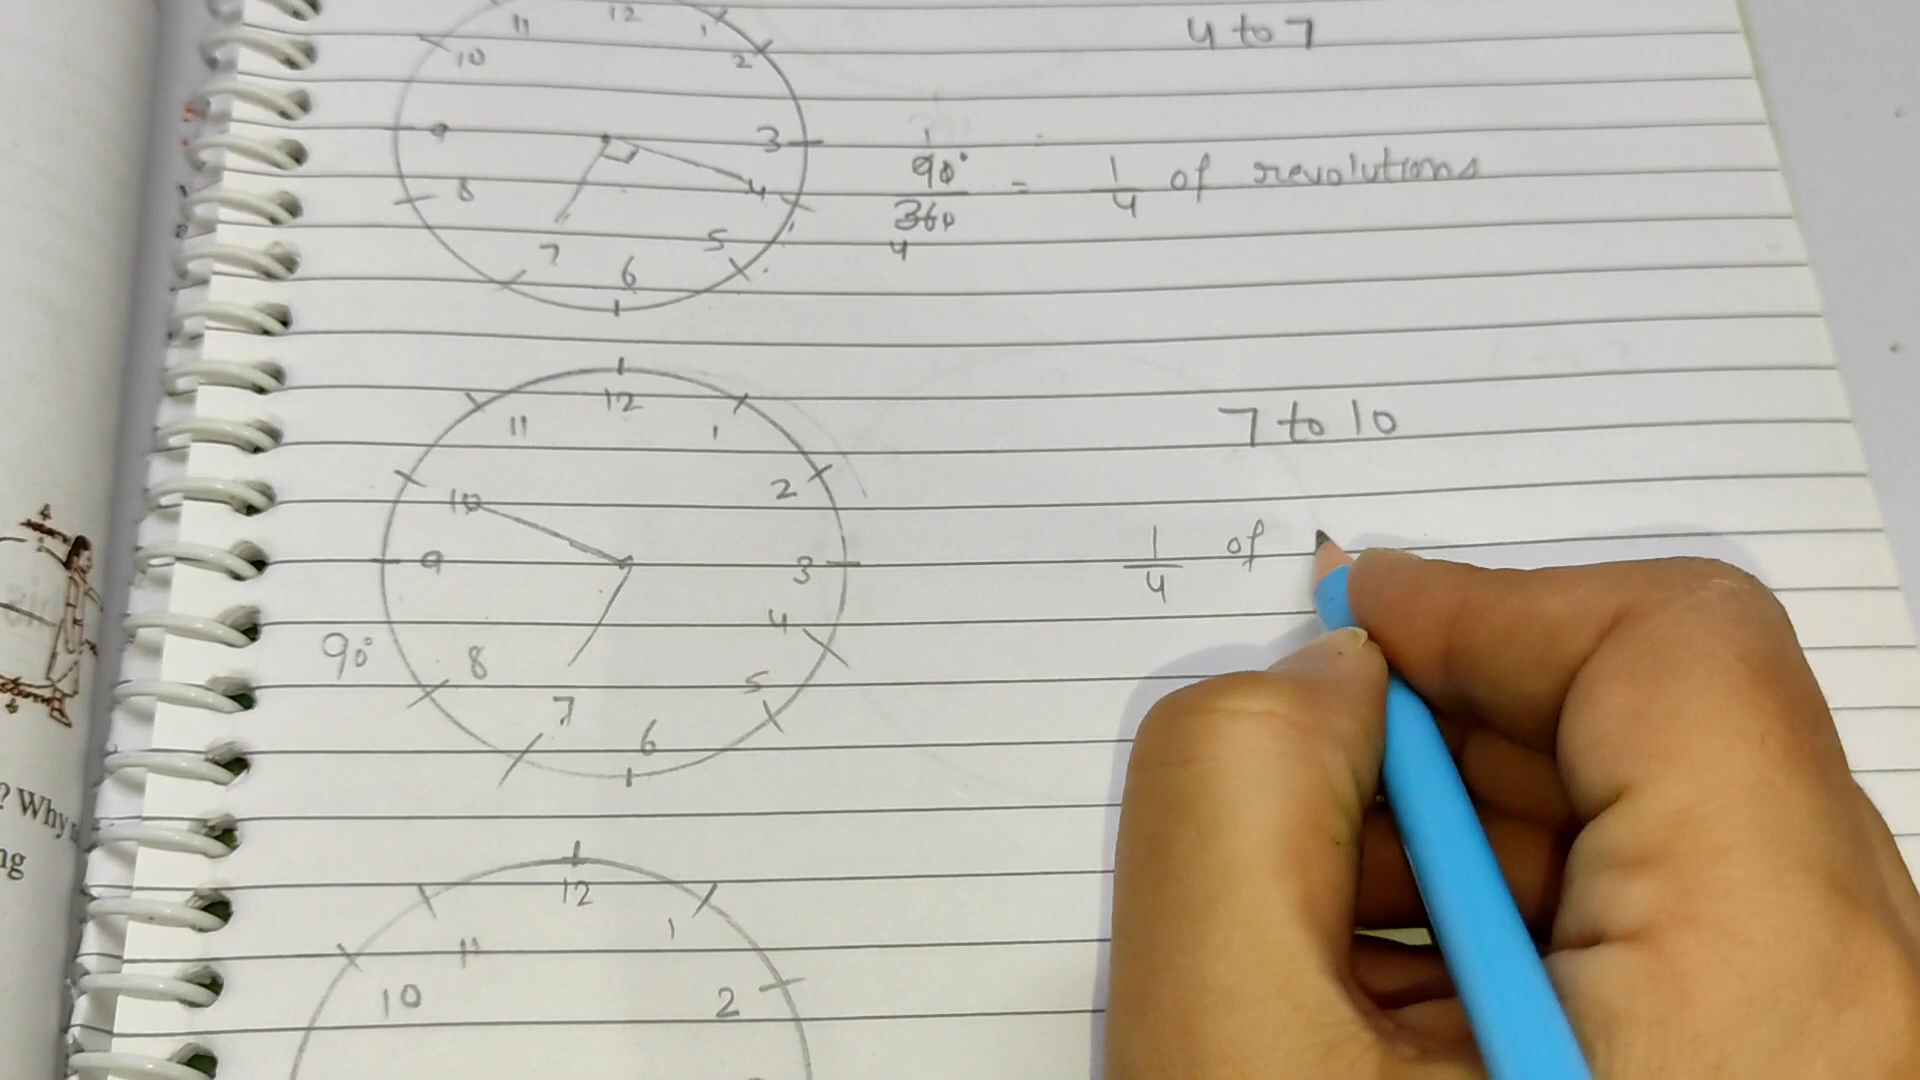 11 12 1
10 2
4 to 7
9 3
8 4
7 6 5
1
90°
360
4
= 1/4 of revolutions
12
11 1
10 2
9 3
8 4
7 6 5
90°
7 to 10
1/4 of
12
11 1
10 2
? Why
ng